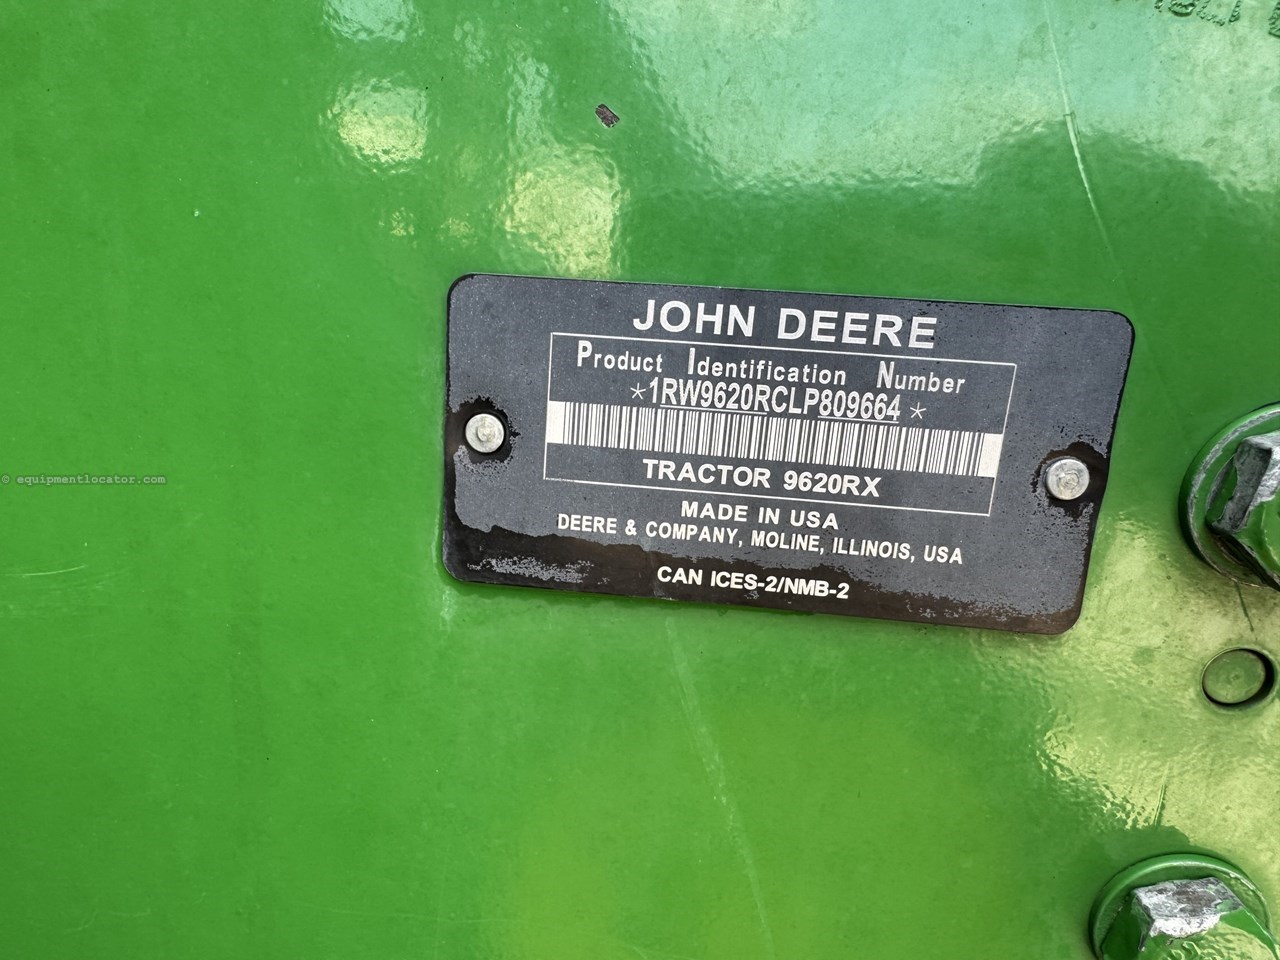 JOHN DEERE
Product Identification Number
*1RW9620RCLP809664*
TRACTOR 9620RX
MADE IN USA
DEERE & COMPANY, MOLINE, ILLINOIS, USA
CAN ICES-2/NMB-2
© equipmentlocator.com